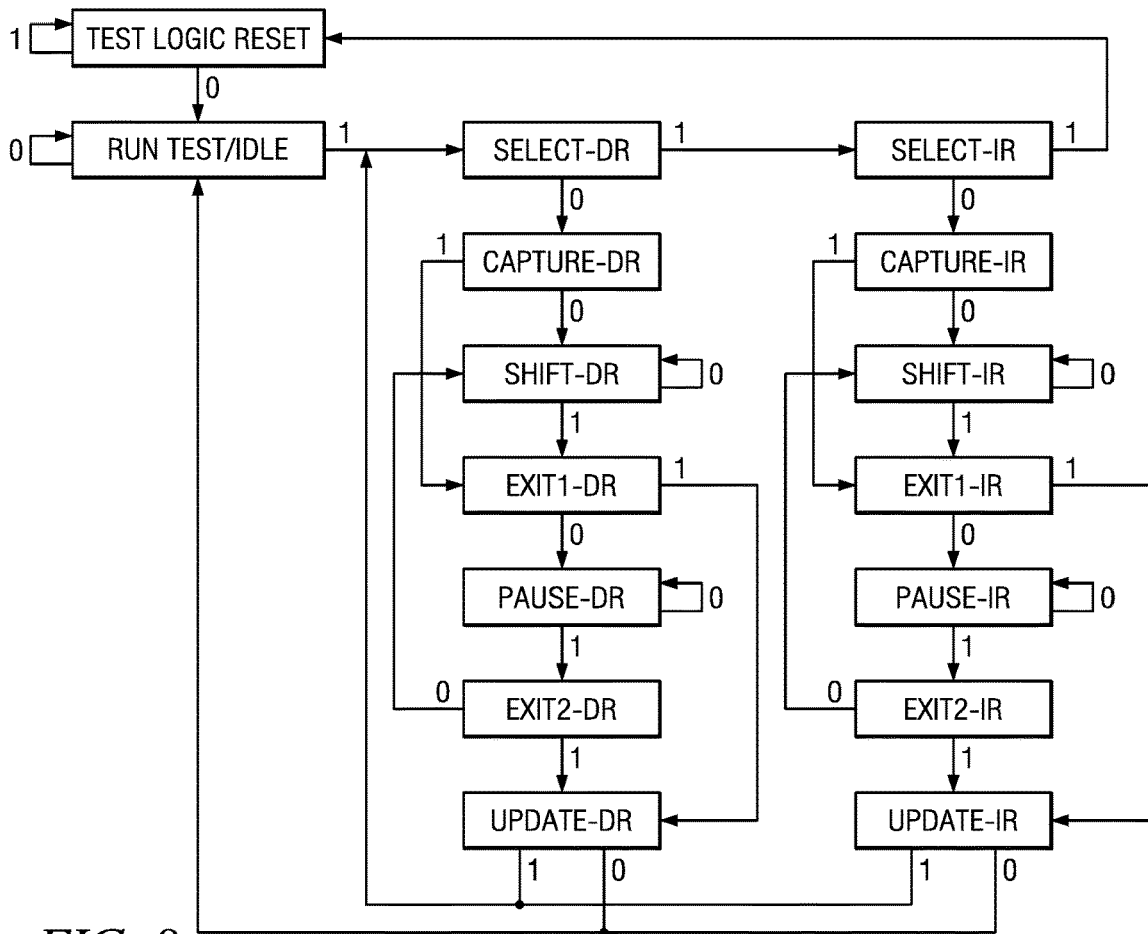 1 TEST LOGIC RESET
0
0 RUN TEST/IDLE 1 SELECT-DR 1 SELECT-IR 1
0 0
1 CAPTURE-DR 1 CAPTURE-IR
0 0
SHIFT-DR 0 SHIFT-IR 0
1 1
EXIT1-DR 1 EXIT1-IR 1
0 0
PAUSE-DR 0 PAUSE-IR 0
1 1
0 EXIT2-DR 0 EXIT2-IR
1 1
UPDATE-DR UPDATE-IR
1 0 1 0
FIG.